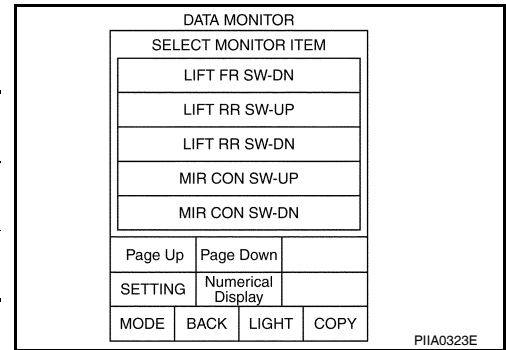 DATA MONITOR
SELECT MONITOR ITEM
LIFT FR SW-DN
LIFT RR SW-UP
LIFT RR SW-DN
MIR CON SW-UP
MIR CON SW-DN
Page Up Page Down
SETTING Numerical Display
MODE BACK LIGHT COPY
PIIA0323E